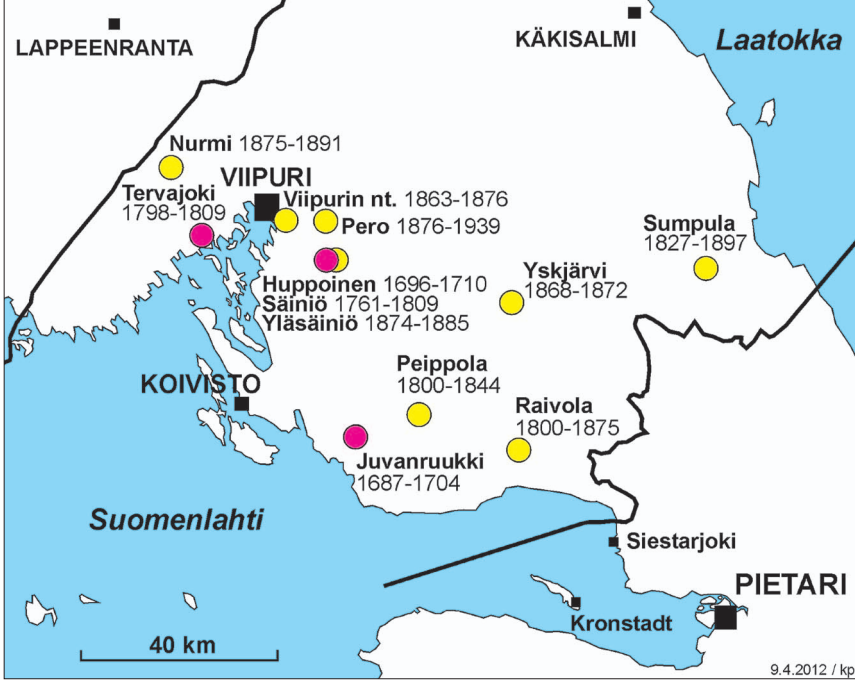 LAPPEENRANTA
KÄKISALMI
Laatokka
Nurmi 1875-1891
VIIPURI
Tervajoki
1798-1809
Viipurin nt. 1863-1876
Pero 1876-1939
Sumpula
1827-1897
Huppoinen 1696-1710
Säiniö 1761-1809
Yläsäiniö 1874-1885
Yskjärvi
1868-1872
Peippola
1800-1844
KOIVISTO
Raivola
1800-1875
Juvanruukki
1687-1704
Suomenlahti
Siestarjoki
PIETARI
Kronstadt
40 km
9.4.2012 / kp